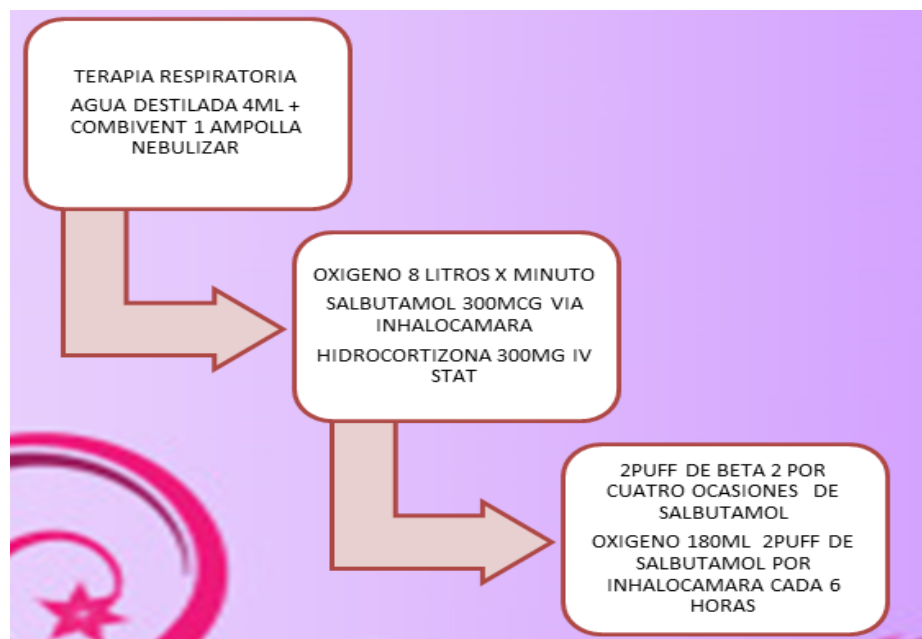 TERAPIA RESPIRATORIA
AGUA DESTILADA 4ML +
COMBIVENT 1 AMPOLLA
NEBULIZAR
OXIGENO 8 LITROS X MINUTO
SALBUTAMOL 300MCG VIA
INHALOCAMARA
HIDROCORTIZONA 300MG IV
STAT
2PUFF DE BETA 2 POR
CUATRO OCASIONES DE
SALBUTAMOL
OXIGENO 180ML 2PUFF DE
SALBUTAMOL POR
INHALOCAMARA CADA 6
HORAS